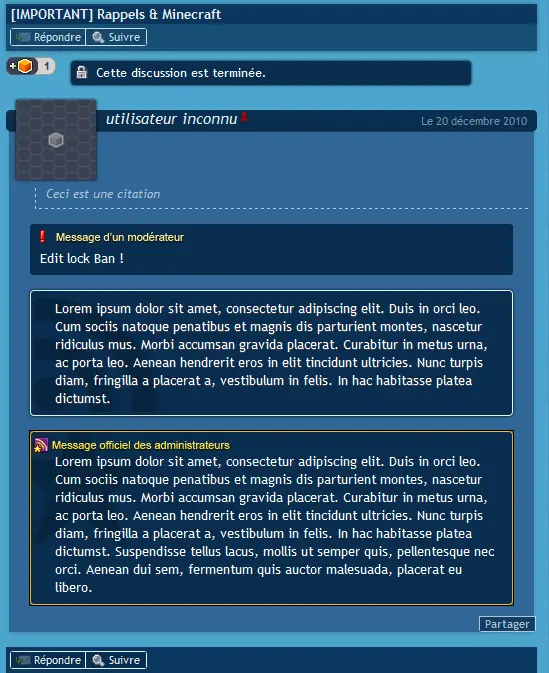 [IMPORTANT] Rappels & Minecraft
Répondre Suivre
+ 1 Cette discussion est terminée.
utilisateur inconnu Le 20 décembre 2010
Ceci est une citation
Message d'un modérateur
Edit lock Ban !
Lorem ipsum dolor sit amet, consectetur adipiscing elit. Duis in orci leo.
Cum sociis natoque penatibus et magnis dis parturient montes, nascetur
ridiculus mus. Morbi accumsan gravida placerat. Curabitur in metus urna,
ac porta leo. Aenean hendrerit eros in elit tincidunt ultricies. Nunc turpis
diam, fringilla a placerat a, vestibulum in felis. In hac habitasse platea
dictumst.
Message officiel des administrateurs
Lorem ipsum dolor sit amet, consectetur adipiscing elit. Duis in orci leo.
Cum sociis natoque penatibus et magnis dis parturient montes, nascetur
ridiculus mus. Morbi accumsan gravida placerat. Curabitur in metus urna,
ac porta leo. Aenean hendrerit eros in elit tincidunt ultricies. Nunc turpis
diam, fringilla a placerat a, vestibulum in felis. In hac habitasse platea
dictumst. Suspendisse tellus lacus, mollis ut semper quis, pellentesque nec
orci. Aenean dui sem, fermentum quis auctor malesuada, placerat eu
libero.
Partager
Répondre Suivre